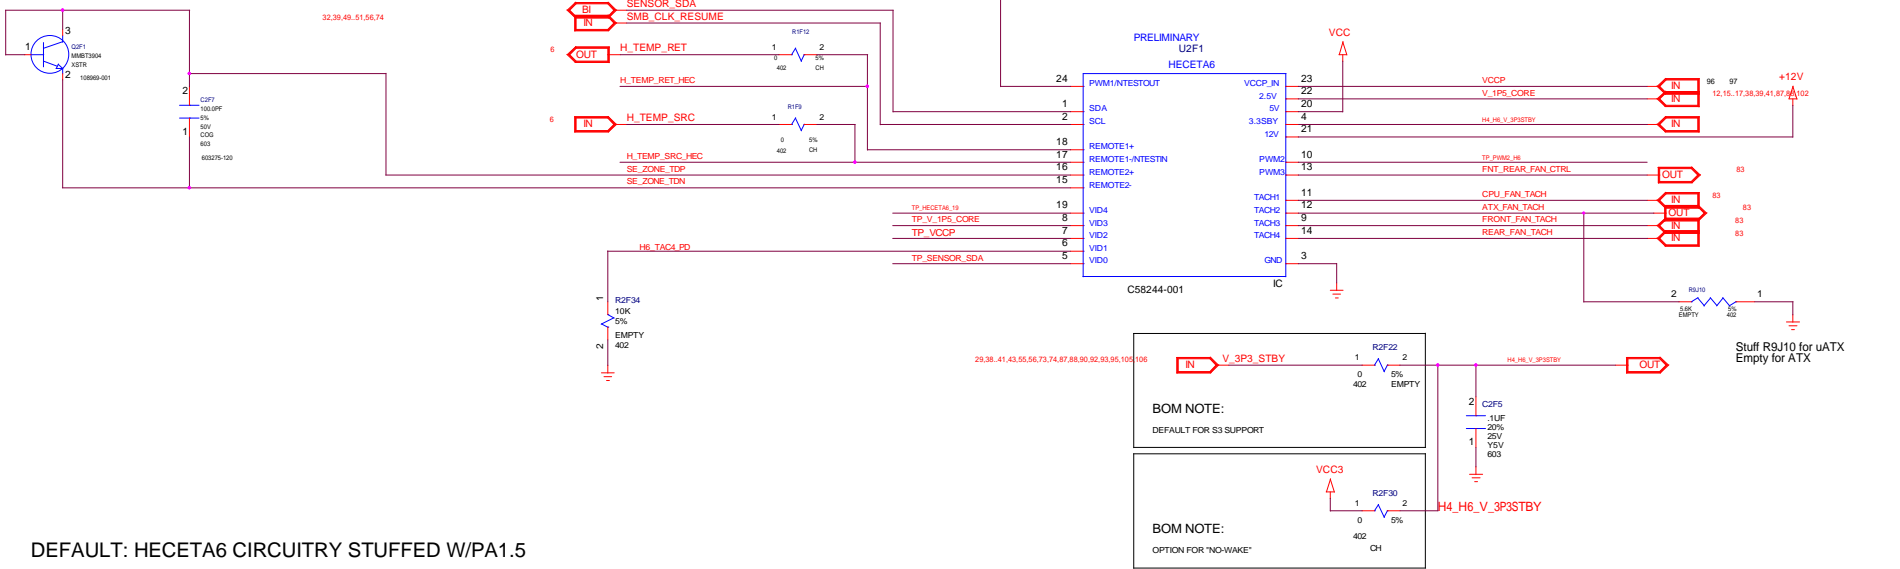 32,39,49..51,56,74
3
1
2
Q2F1
MMBT3904
XSTR
108969-001
2
1
C2F7
100.0PF
5%
50V
COG
603
603275-120
BI
SENSOR_SDA
IN
SMB_CLK_RESUME
6
OUT
H_TEMP_RET
R1F12
1
2
0
5%
402
CH
H_TEMP_RET_HEC
6
IN
H_TEMP_SRC
R1F9
1
2
0
5%
402
CH
H_TEMP_SRC_HEC
SE_ZONE_TDP
SE_ZONE_TDN
TP_HECETA6_19
TP_V_1P5_CORE
TP_VCCP
H6_TAC4_PD
TP_SENSOR_SDA
1
R2F34
10K
5%
EMPTY
402
2
PRELIMINARY
U2F1
HECETA6
24 PWM1/NTESTOUT
1 SDA
2 SCL
18 REMOTE1+
17 REMOTE1-/NTESTIN
16 REMOTE2+
15 REMOTE2-
19 VID4
8 VID3
7 VID2
6 VID1
5 VID0
VCCP_IN 23
2.5V 22
5V 20
3.3SBY 4
12V 21
PWM2 10
PWM3 13
TACH1 11
TACH2 12
TACH3 9
TACH4 14
GND 3
C58244-001
IC
VCC
VCCP
IN
96 97
+12V
V_1P5_CORE
IN
H4_H6_V_3P3STBY
IN
TP_PWM2_H6
FNT_REAR_FAN_CTRL
OUT
83
CPU_FAN_TACH
IN
83
ATX_FAN_TACH
OUT
83
FRONT_FAN_TACH
IN
83
REAR_FAN_TACH
IN
83
2
R9J10
1
5.6K
5%
EMPTY
402
Stuff R9J10 for uATX
Empty for ATX
29,38..41,43,55,56,73,74,87,88,90,92,93,95,105,106
IN
V_3P3_STBY
R2F22
1
2
0
5%
402
EMPTY
BOM NOTE:
DEFAULT FOR S3 SUPPORT
H4_H6_V_3P3STBY
OUT
2
C2F5
.1UF
20%
25V
Y5V
603
1
VCC3
R2F30
1
2
0
5%
402
CH
H4_H6_V_3P3STBY
BOM NOTE:
OPTION FOR "NO-WAKE"
DEFAULT: HECETA6 CIRCUITRY STUFFED W/PA1.5